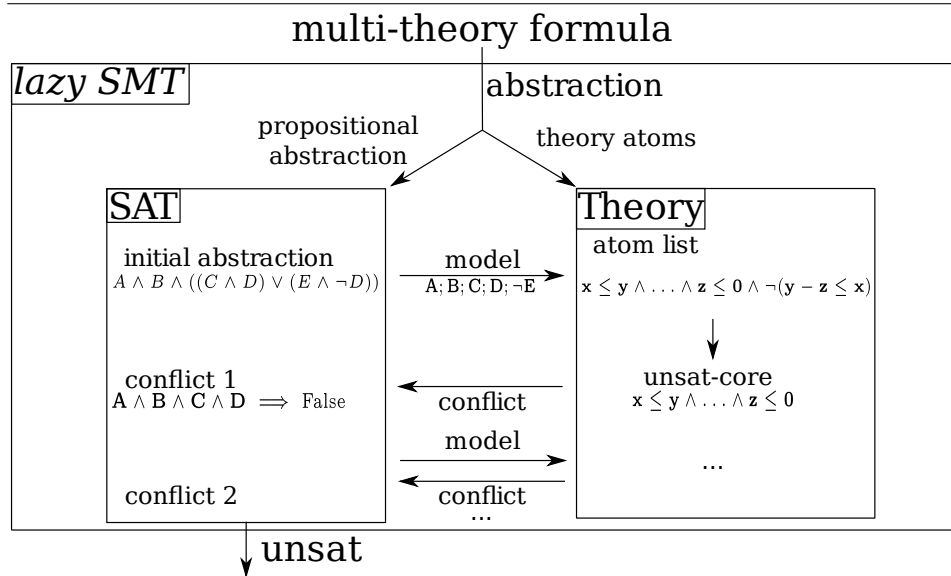 multi-theory formula
lazy SMT
abstraction
propositional
abstraction
theory atoms
SAT
initial abstraction
A ∧ B ∧ ((C ∧ D) ∨ (E ∧ ¬D))
model
A; B; C; D; ¬E
Theory
atom list
x ≤ y ∧ … ∧ z ≤ 0 ∧ ¬(y − z ≤ x)
conflict 1
A ∧ B ∧ C ∧ D ⟹ False
conflict
unsat-core
x ≤ y ∧ … ∧ z ≤ 0
model
...
conflict 2
conflict
...
unsat